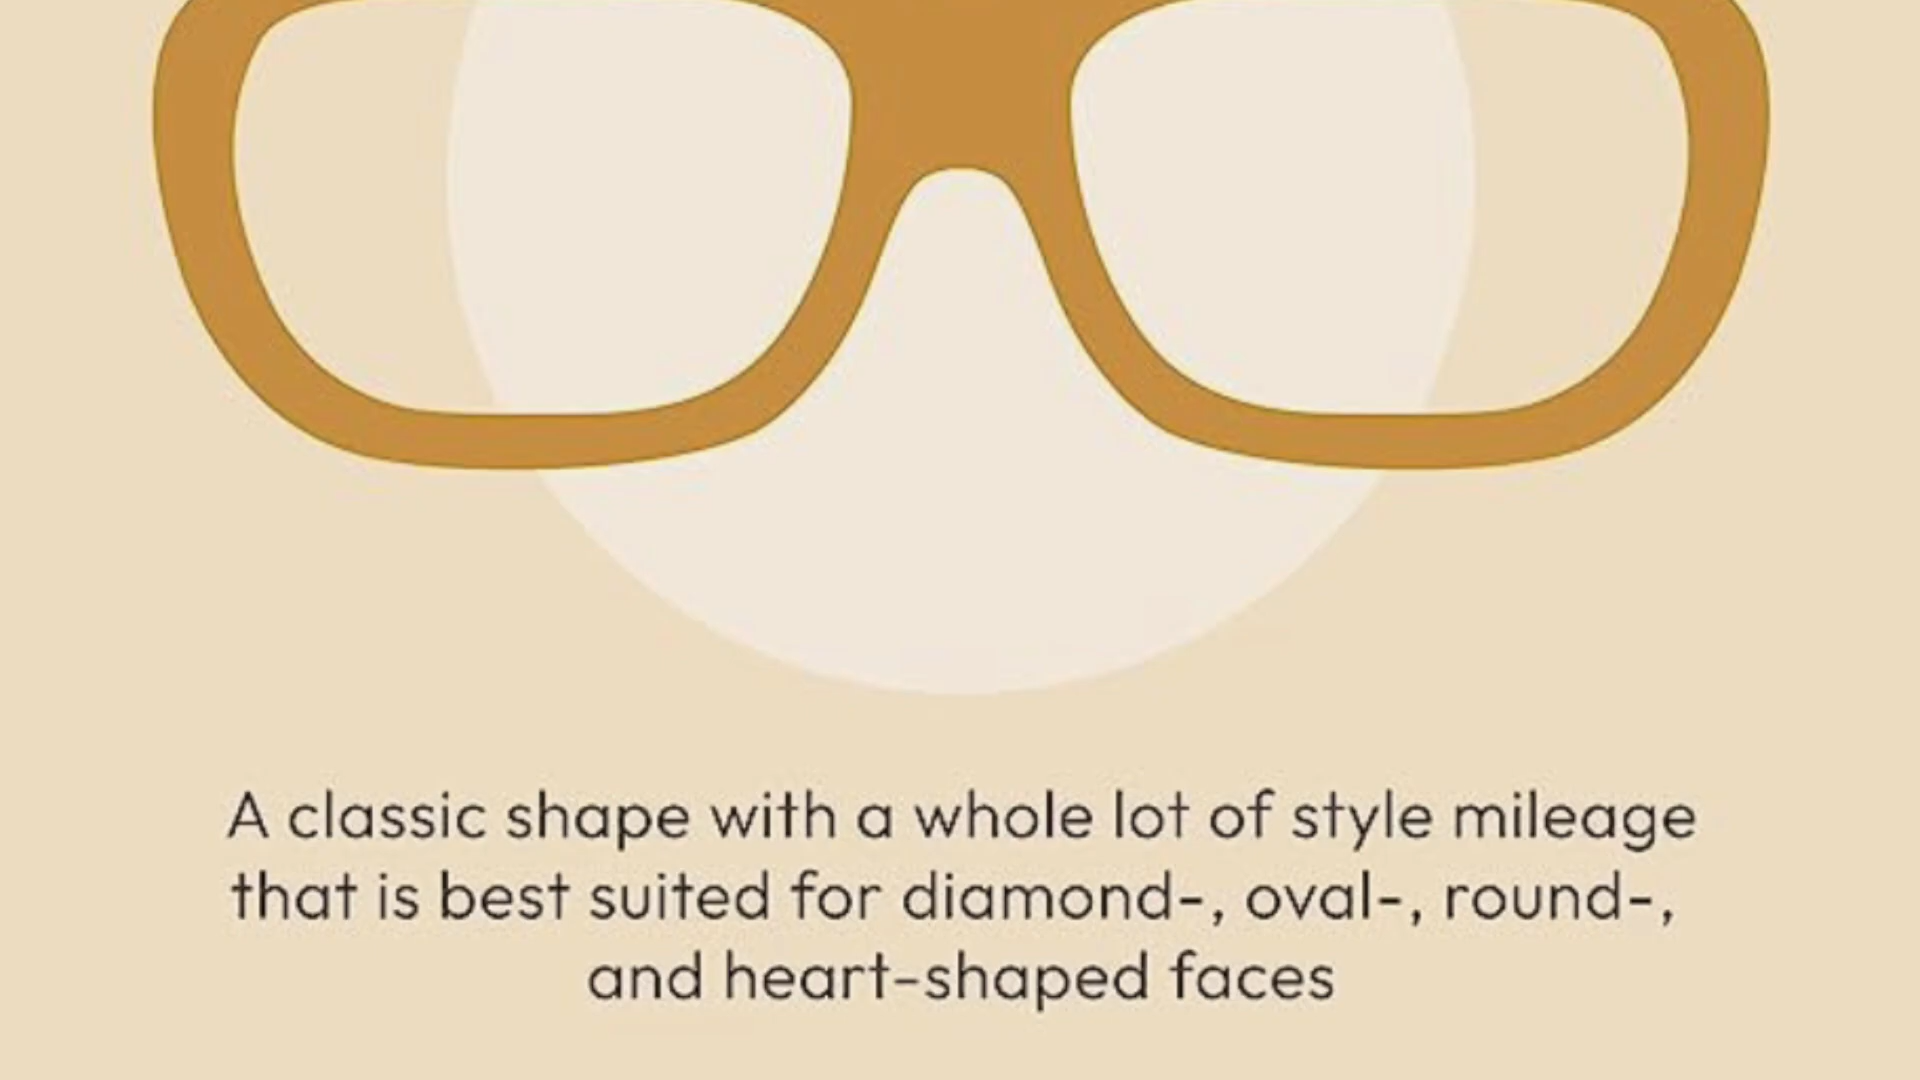 A classic shape with a whole lot of style mileage
that is best suited for diamond-, oval-, round-,
and heart-shaped faces